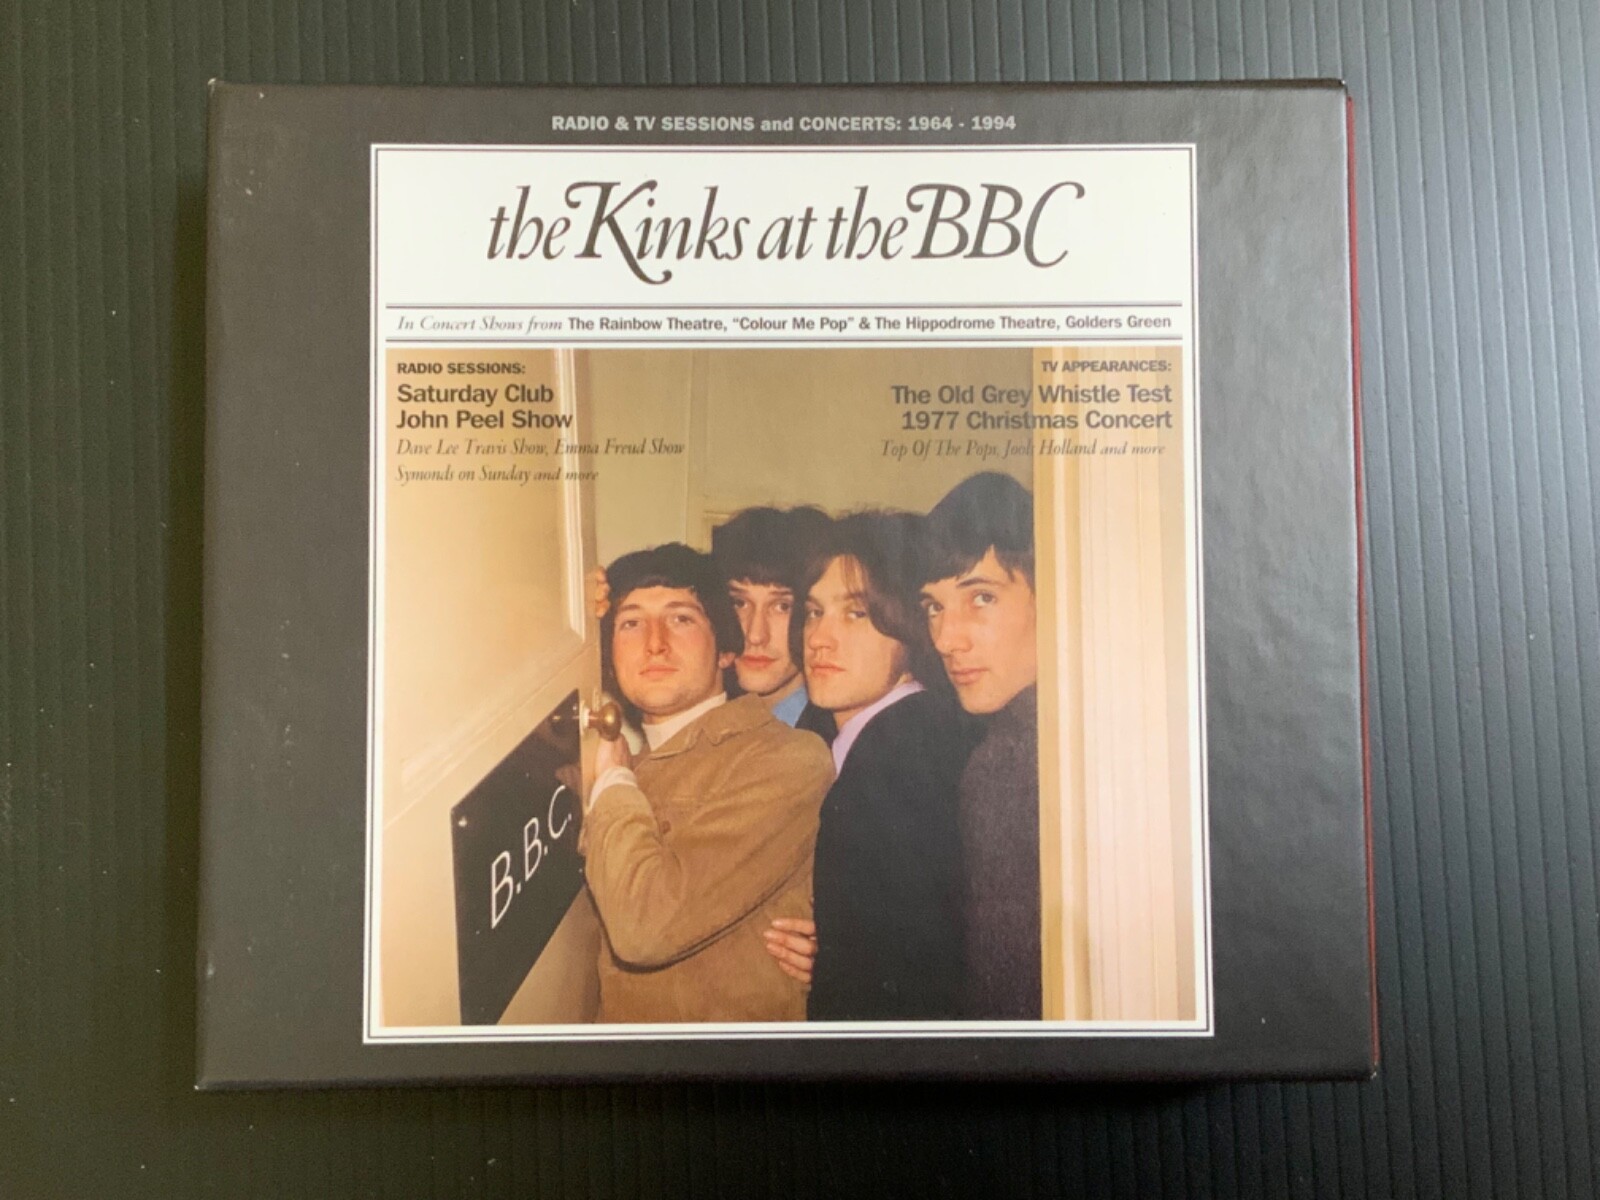 RADIO & TV SESSIONS and CONCERTS: 1964 - 1994
the Kinks at the BBC
In Concert Shows from The Rainbow Theatre, “Colour Me Pop” & The Hippodrome Theatre, Golders Green
RADIO SESSIONS:
Saturday Club
John Peel Show
Dave Lee Travis Show, Emma Freud Show
Symonds on Sunday and more
TV APPEARANCES:
The Old Grey Whistle Test
1977 Christmas Concert
Top Of The Pops, Jools Holland and more
B.B.C.